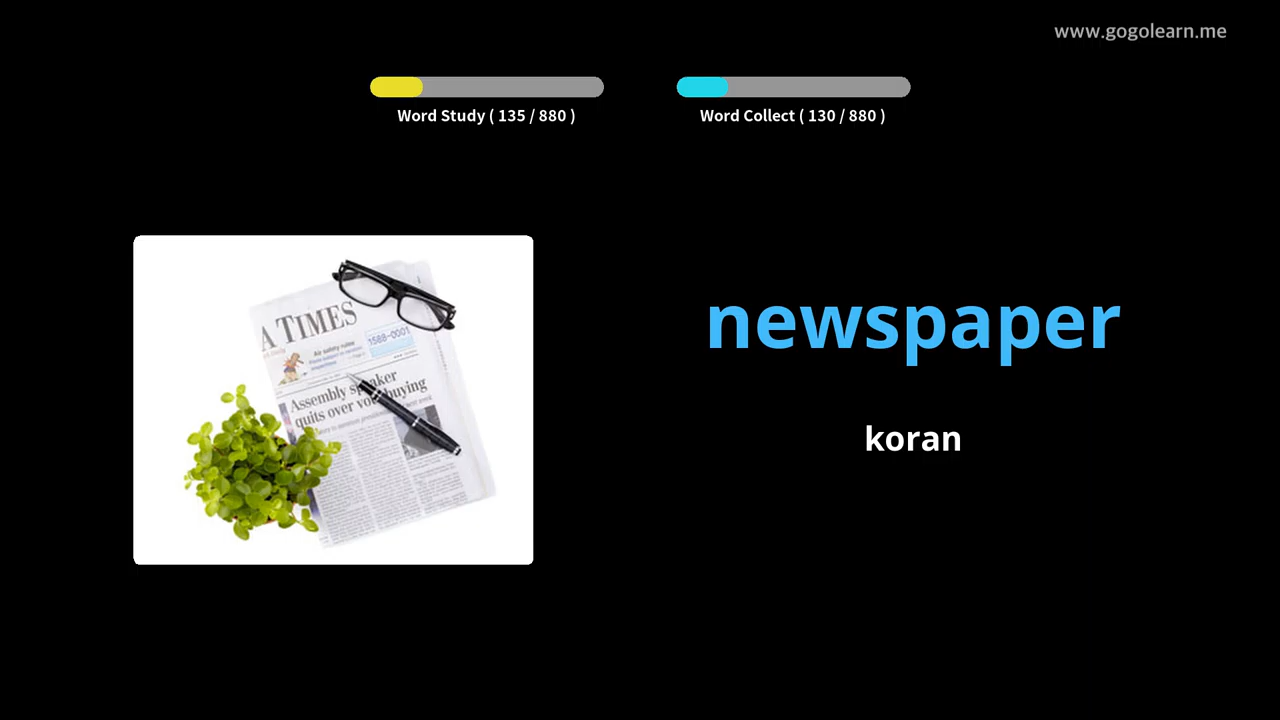 www.gogolearn.me
Word Study ( 135 / 880 )
Word Collect ( 130 / 880 )
A TIMES
Air safety rules
1588-0001
Assembly speaker
quits over vote buying
newspaper
koran